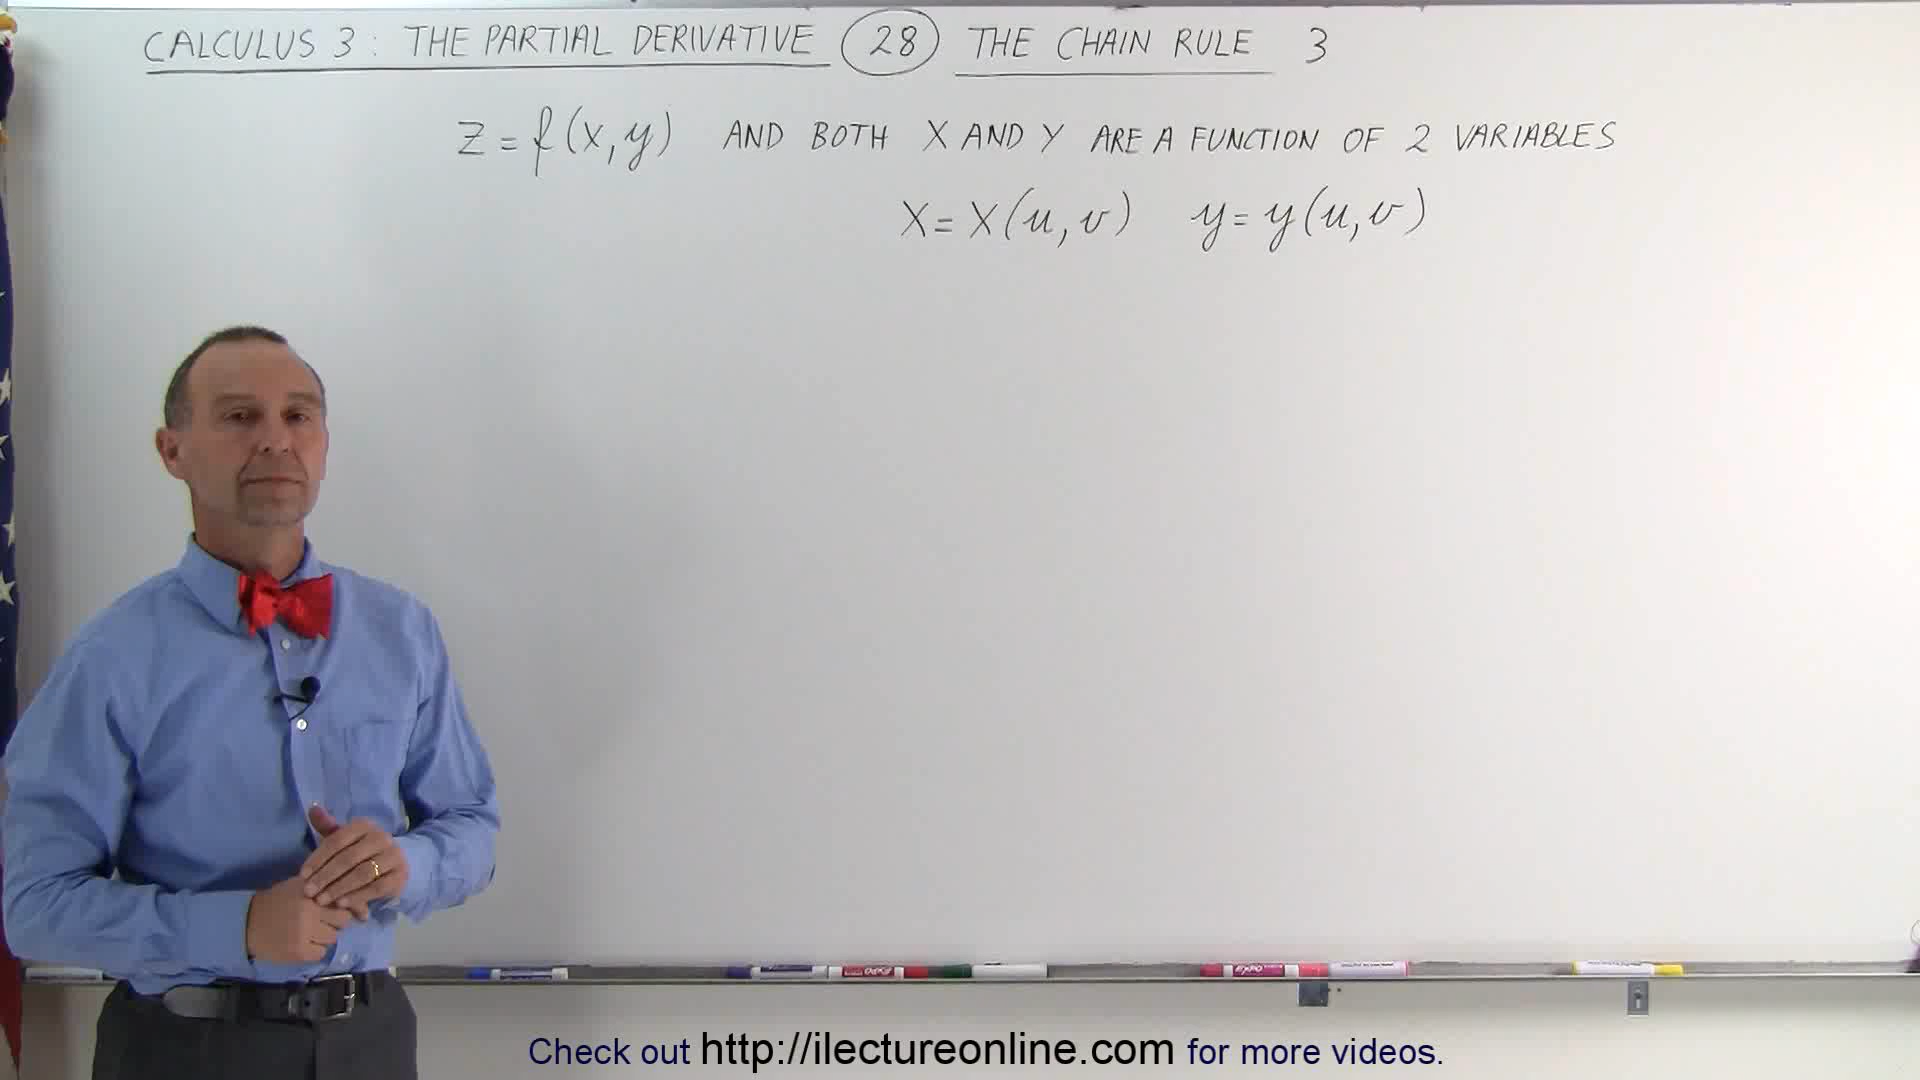 CALCULUS 3: THE PARTIAL DERIVATIVE 28 THE CHAIN RULE 3
z = f(x, y) AND BOTH X AND Y ARE A FUNCTION OF 2 VARIABLES
x = x(u, v) y = y(u, v)
Check out http://ilectureonline.com for more videos.